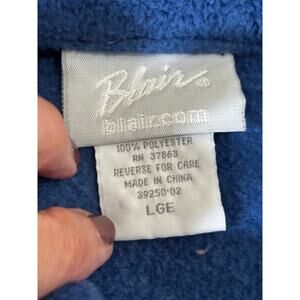 Blair®
blair.com
100% POLYESTER
RN 37863
REVERSE FOR CARE
MADE IN CHINA
39250-02
LGE